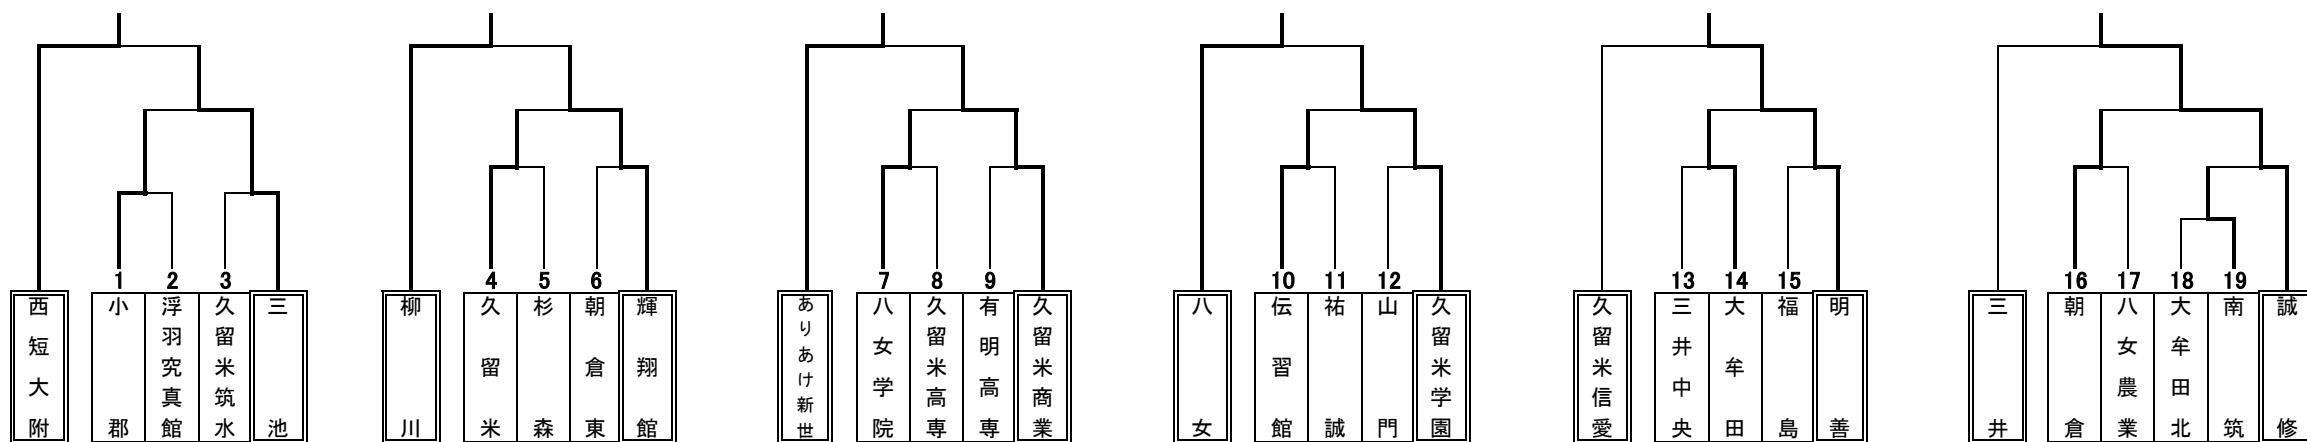 西短大附
1 小郡
2 浮羽究真館
3 久留米筑水
三池
柳川
4 久留米
5 杉森
6 朝倉東
輝翔館
ありあけ新世
7 八女学院
8 久留米高専
9 有明高専
久留米商業
八女
10 伝習館
11 祐誠
12 山門
久留米学園
久留米信愛
13 三井中央
14 大牟田
15 福島
明善
三井
16 朝倉
17 八女農業
18 大牟田北
19 南筑
誠修